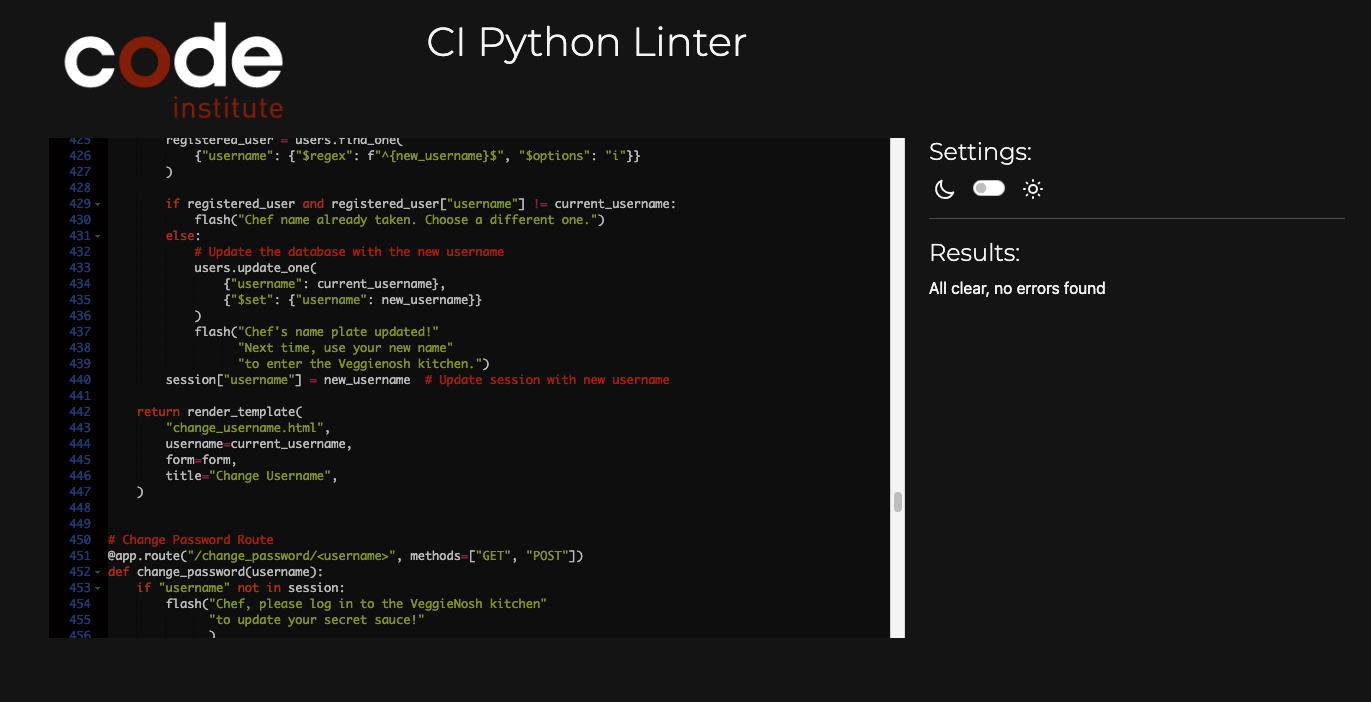 code
institute
CI Python Linter
425 registered_user = users.find_one(
426 {"username": {"$regex": f"^{new_username}$", "$options": "i"}}
427 )
428
429 if registered_user and registered_user["username"] != current_username:
430 flash("Chef name already taken. Choose a different one.")
431 else:
432 # Update the database with the new username
433 users.update_one(
434 {"username": current_username},
435 {"$set": {"username": new_username}}
436 )
437 flash("Chef's name plate updated!"
438 "Next time, use your new name"
439 "to enter the Veggienosh kitchen.")
440 session["username"] = new_username  # Update session with new username
441
442 return render_template(
443 "change_username.html",
444 username=current_username,
445 form=form,
446 title="Change Username",
447 )
448
449
450 # Change Password Route
451 @app.route("/change_password/<username>", methods=["GET", "POST"])
452 def change_password(username):
453 if "username" not in session:
454 flash("Chef, please log in to the VeggieNosh kitchen"
455 "to update your secret sauce!"
456 )
Settings:
Results:
All clear, no errors found